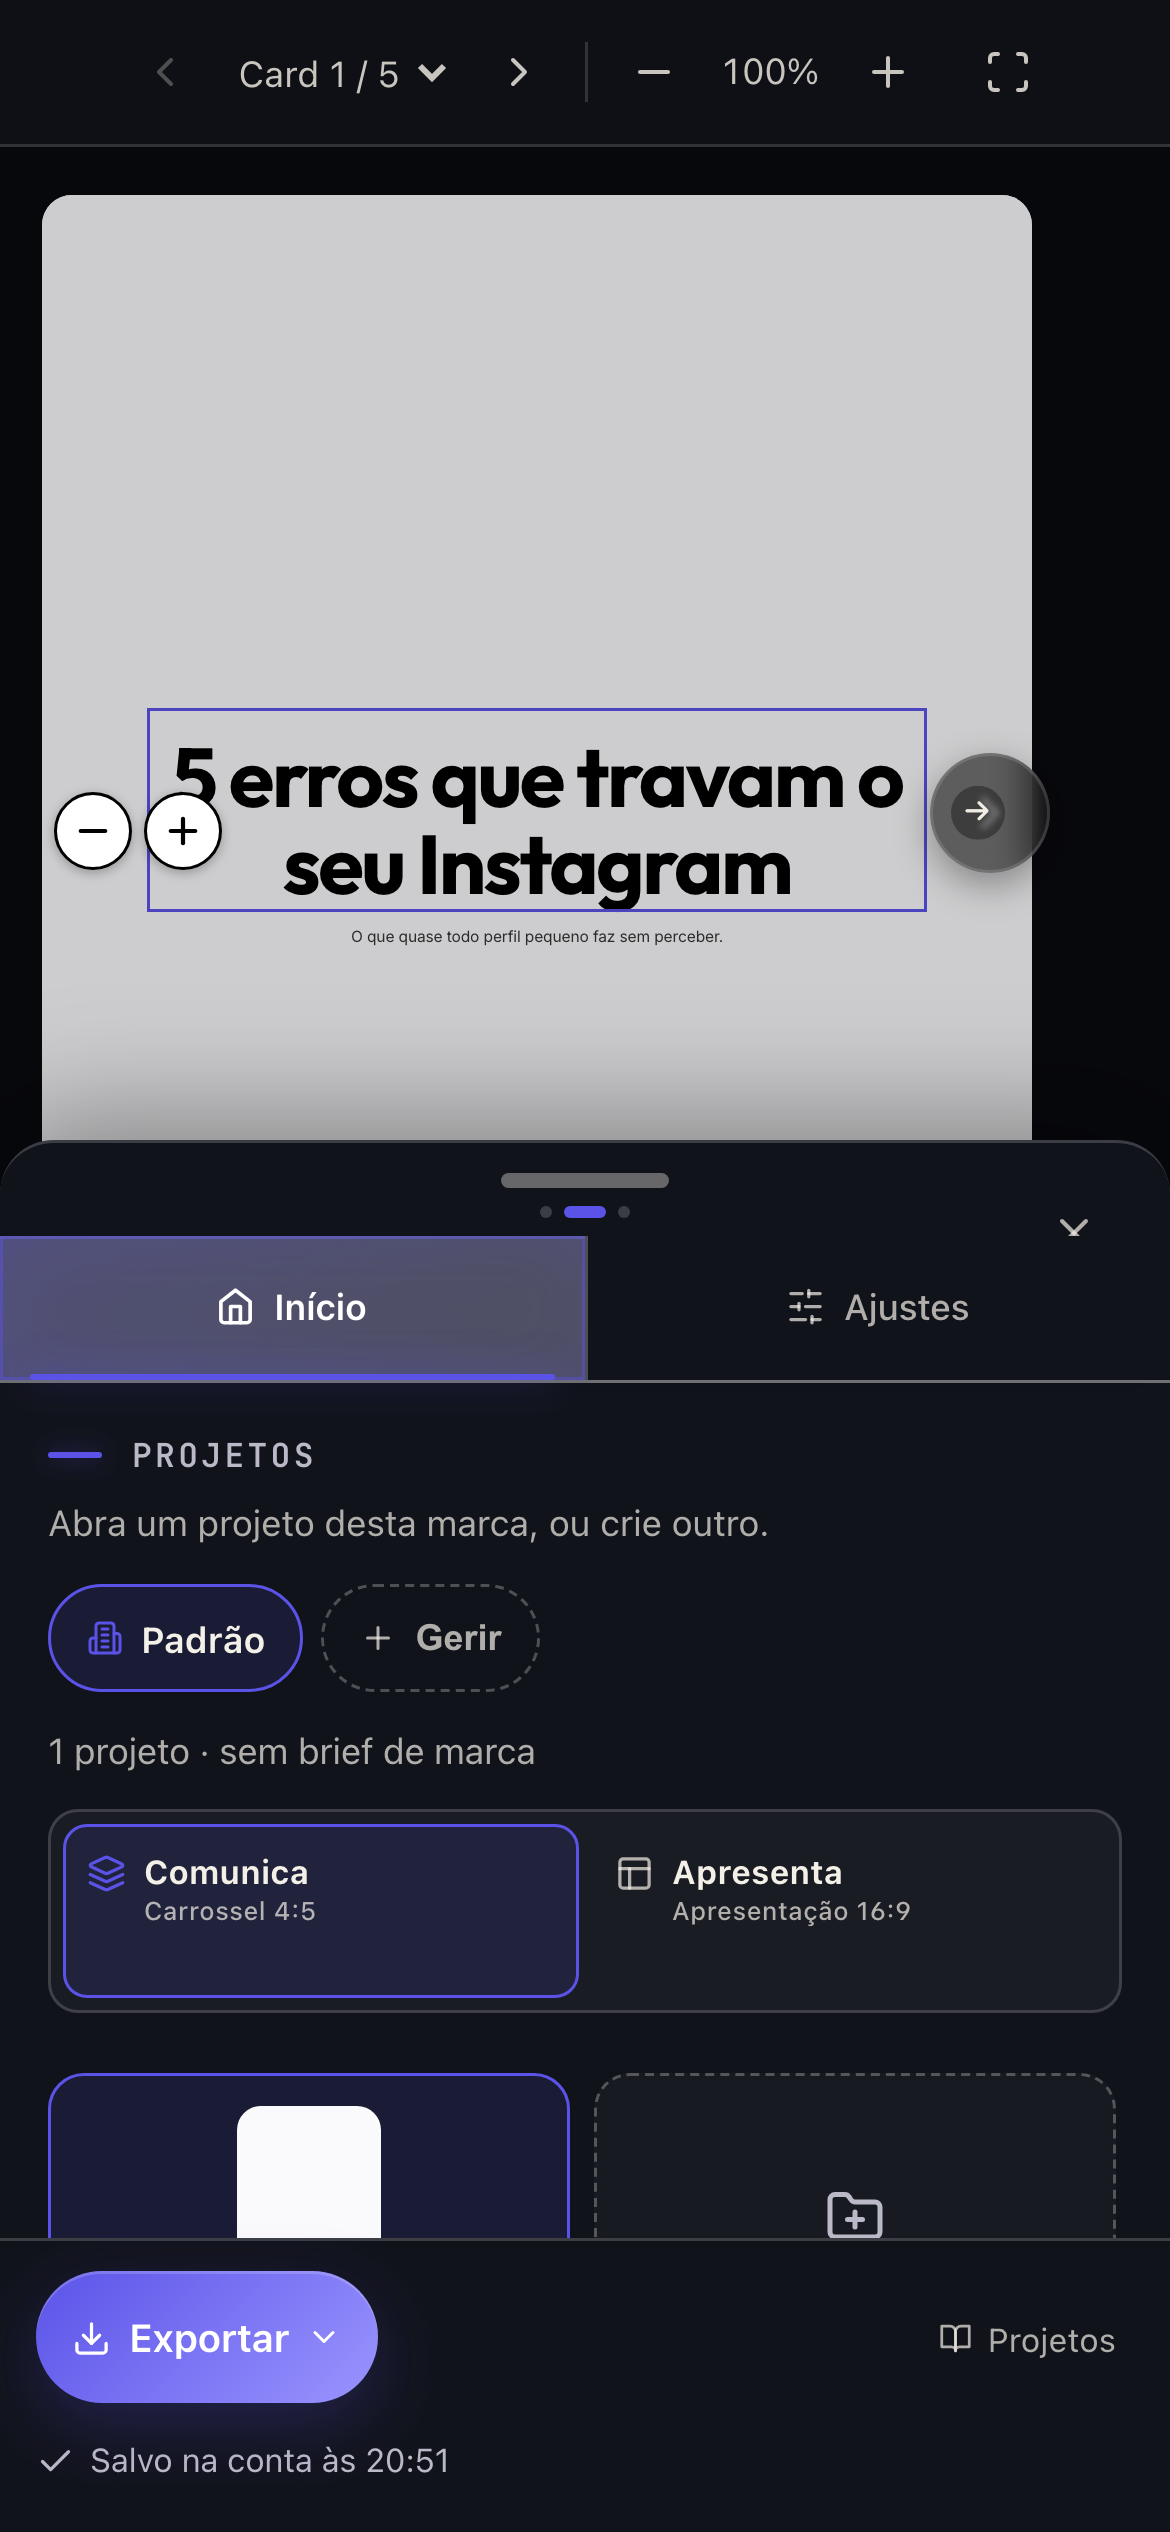 Card 1 / 5
100%
5 erros que travam o
seu Instagram
O que quase todo perfil pequeno faz sem perceber.
Início
Ajustes
PROJETOS
Abra um projeto desta marca, ou crie outro.
Padrão
Gerir
1 projeto · sem brief de marca
Comunica
Carrossel 4:5
Apresenta
Apresentação 16:9
Exportar
Projetos
Salvo na conta às 20:51